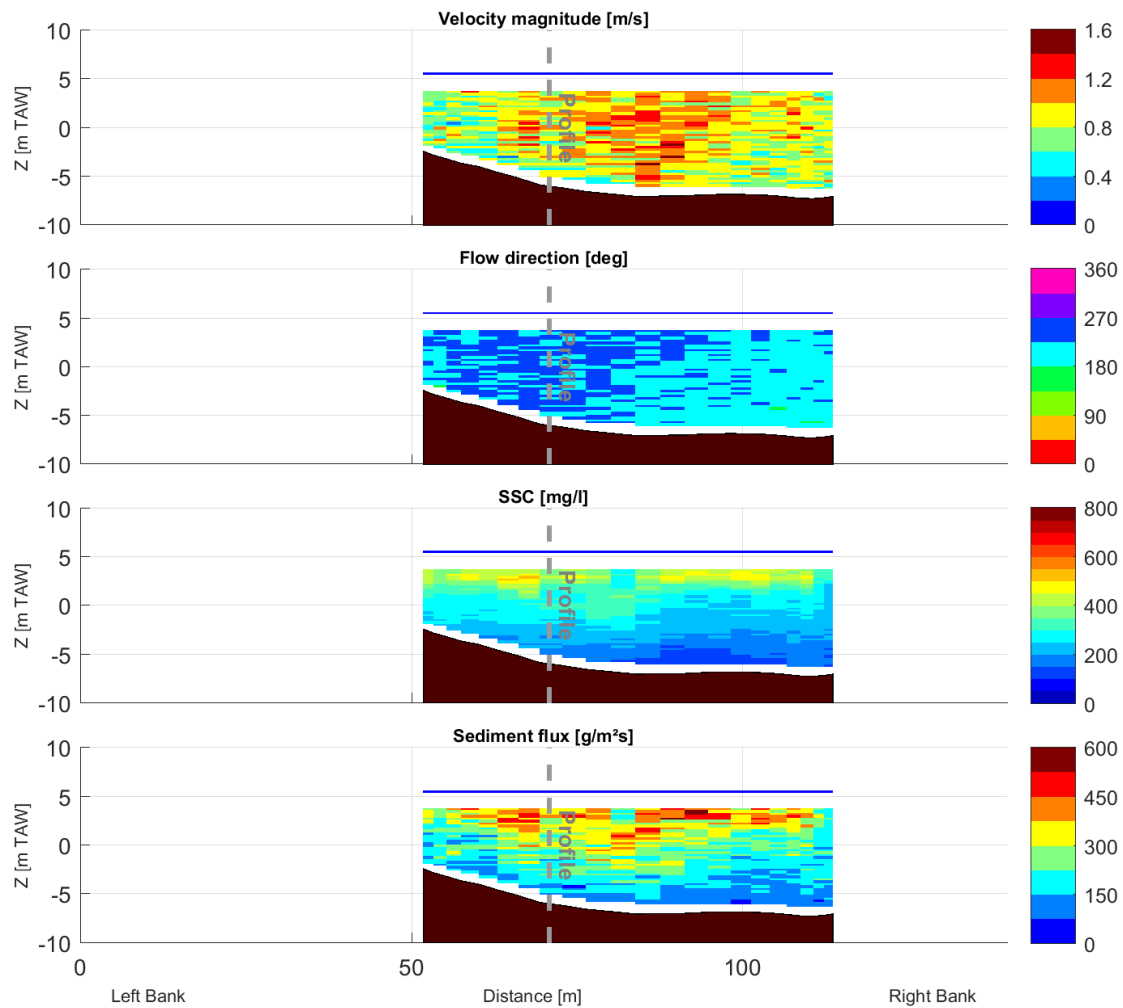 Velocity magnitude [m/s]
10
5
0
-5
-10
Z [m TAW]
Profile
1.6
1.2
0.8
0.4
0
Flow direction [deg]
10
5
0
-5
-10
Z [m TAW]
Profile
360
270
180
90
0
SSC [mg/l]
10
5
0
-5
-10
Z [m TAW]
Profile
800
600
400
200
0
Sediment flux [g/m²s]
10
5
0
-5
-10
Z [m TAW]
Profile
600
450
300
150
0
0 50 100
Left Bank Distance [m] Right Bank